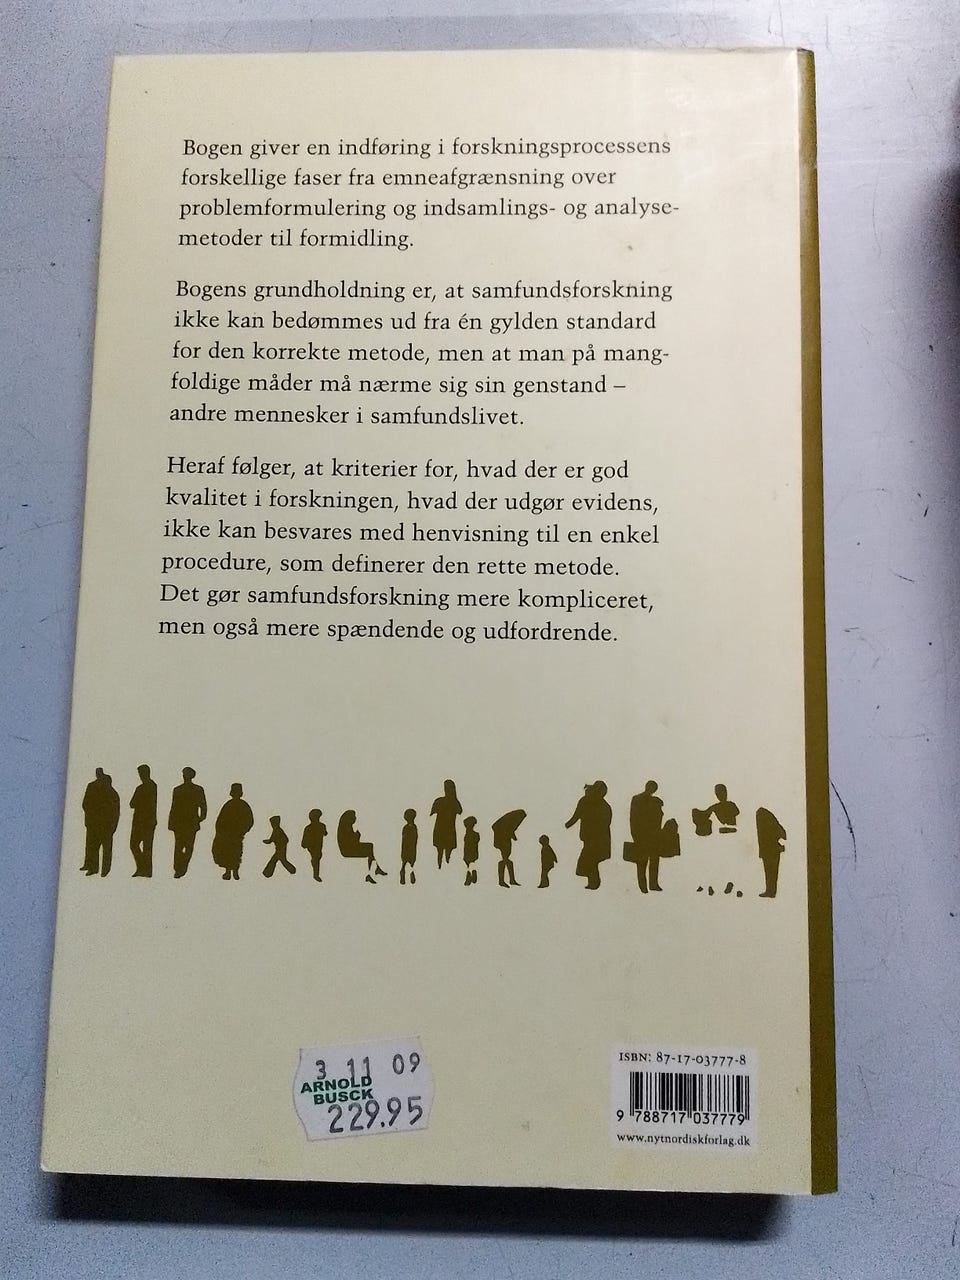 Bogen giver en indføring i forskningsprocessens
forskellige faser fra emneafgrænsning over
problemformulering og indsamlings- og analyse-
metoder til formidling.
Bogens grundholdning er, at samfundsforskning
ikke kan bedømmes ud fra én gylden standard
for den korrekte metode, men at man på mang-
foldige måder må nærme sig sin genstand –
andre mennesker i samfundslivet.
Heraf følger, at kriterier for, hvad der er god
kvalitet i forskningen, hvad der udgør evidens,
ikke kan besvares med henvisning til en enkel
procedure, som definerer den rette metode.
Det gør samfundsforskning mere kompliceret,
men også mere spændende og udfordrende.
3 11 09
ARNOLD
BUSCK
229.95
ISBN: 87-17-03777-8
9 788717 037779
www.nytnordiskforlag.dk